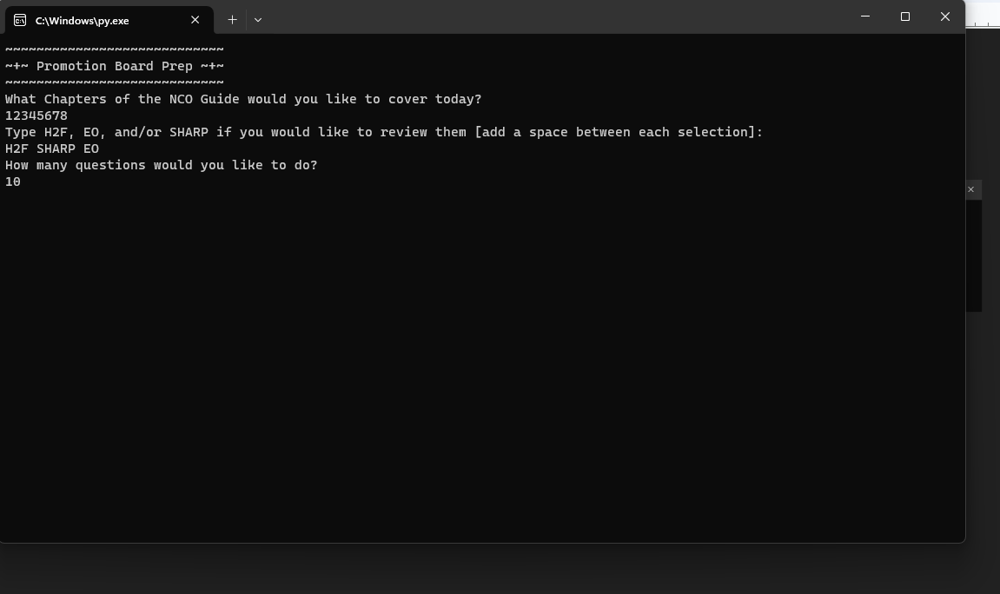 C:\Windows\py.exe
~~~~~~~~~~~~~~~~~~~~~~~~~~~~
~+~ Promotion Board Prep ~+~
~~~~~~~~~~~~~~~~~~~~~~~~~~~~
What Chapters of the NCO Guide would you like to cover today?
12345678
Type H2F, EO, and/or SHARP if you would like to review them [add a space between each selection]:
H2F SHARP EO
How many questions would you like to do?
10